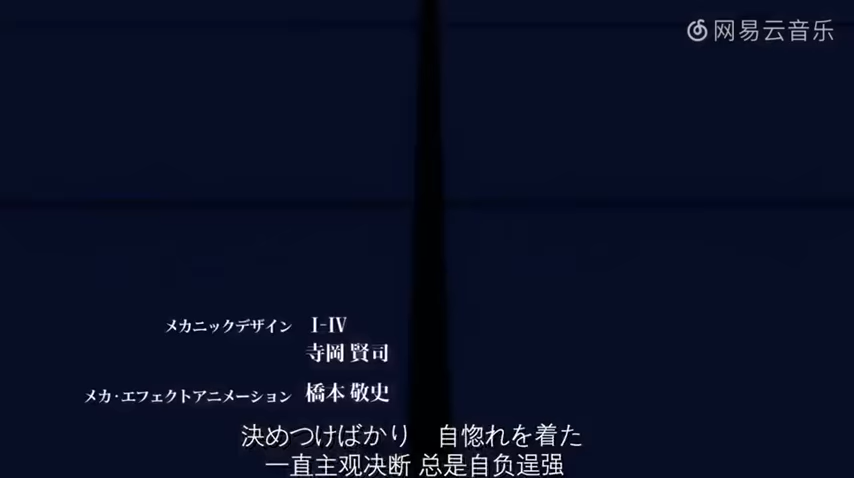 网易云音乐
メカニックデザイン I-IV
寺岡 賢司
メカ・エフェクトアニメーション 橋本 敬史
決めつけばかり 自惚れを着た
一直主观决断 总是自负逞强